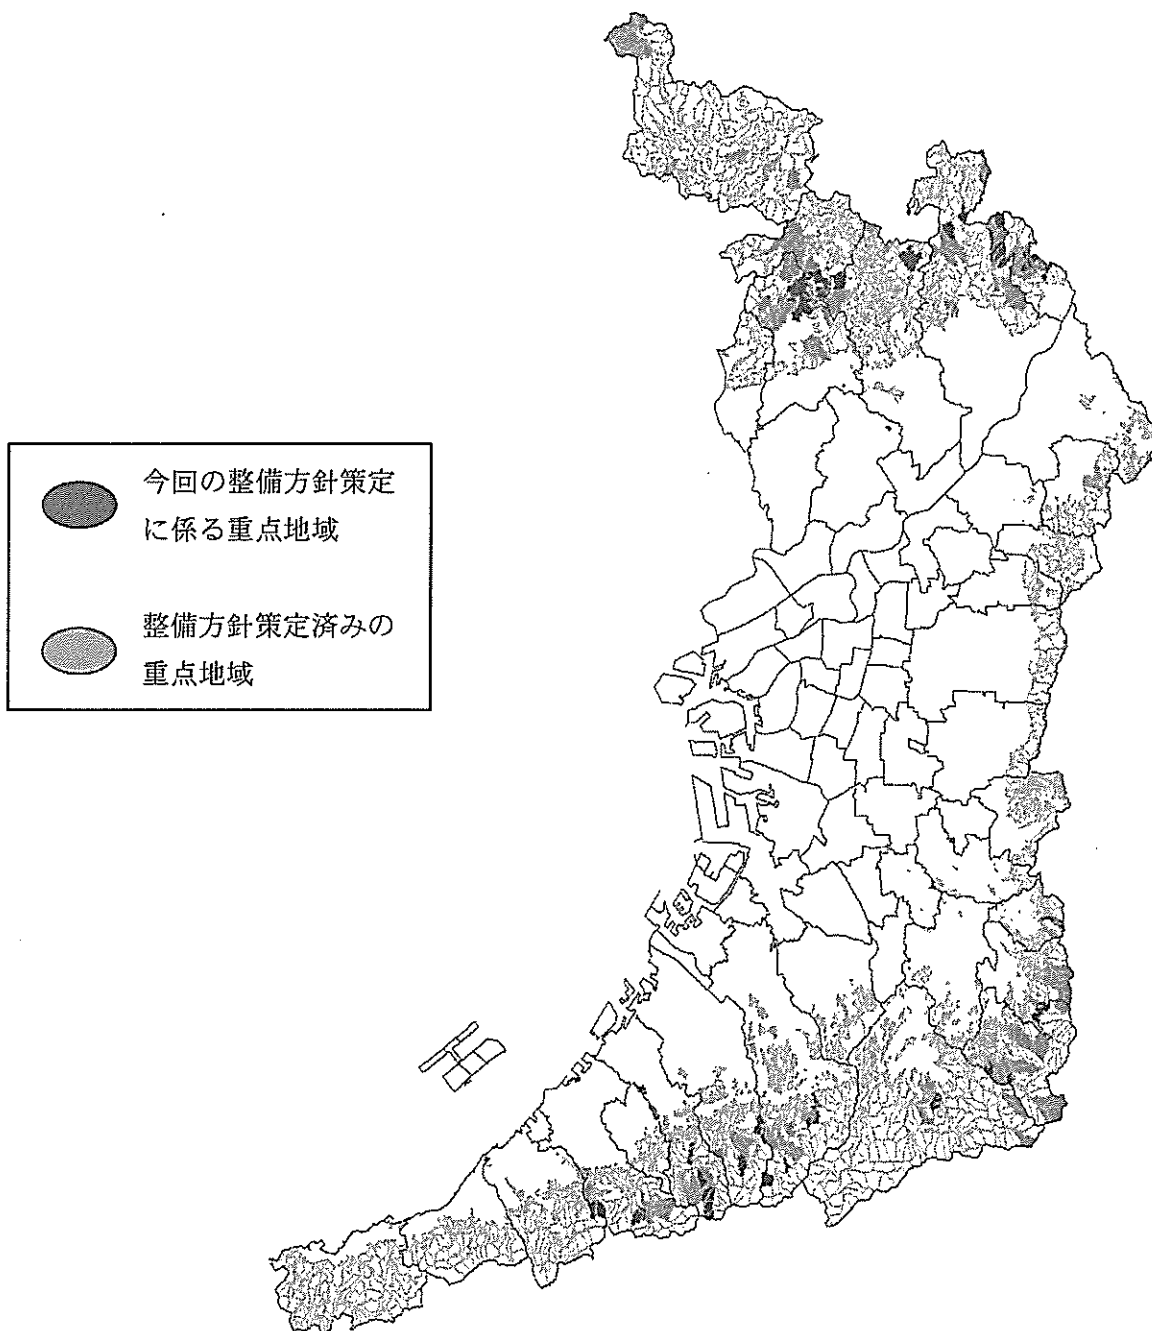 今回の整備方針策定
に係る重点地域
整備方針策定済みの
重点地域